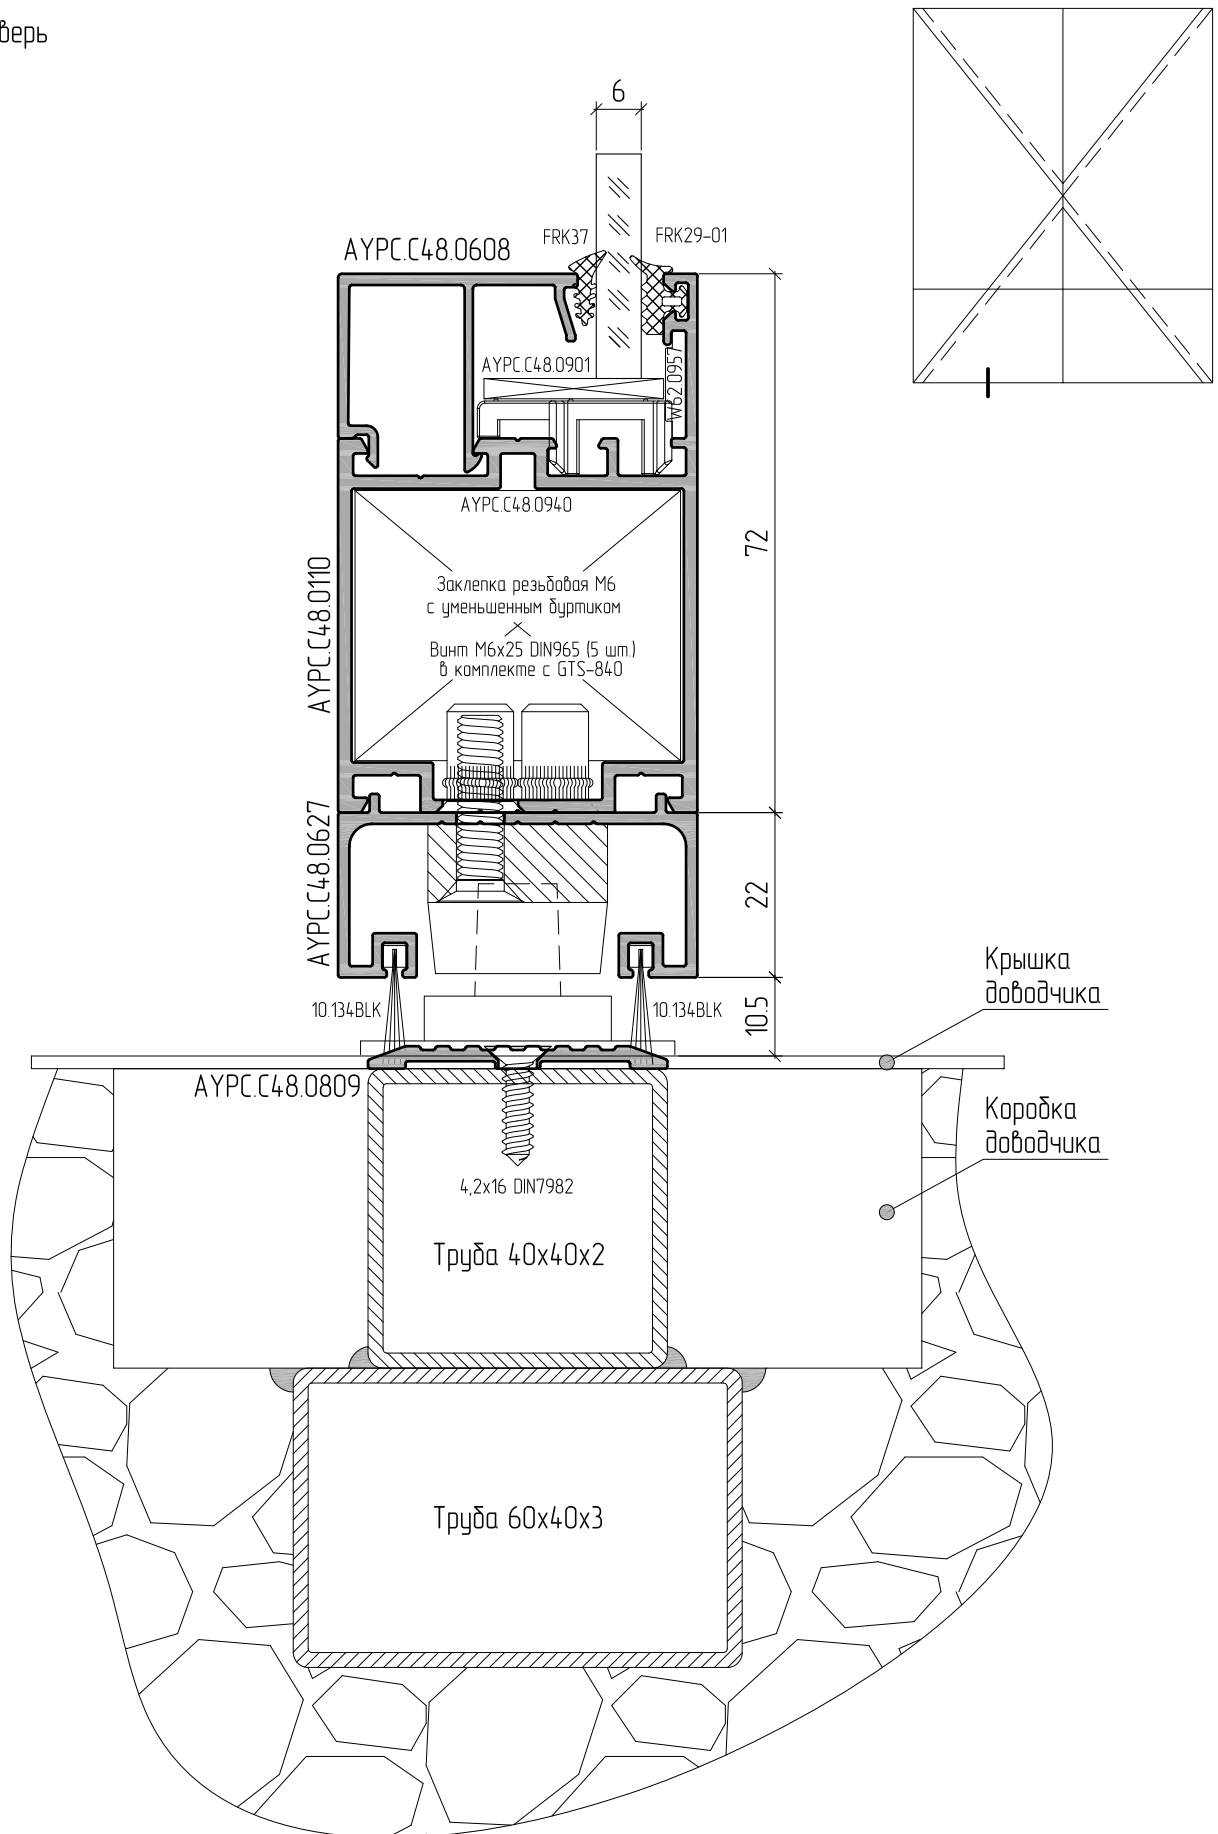 верь
6
FRK37
FRK29-01
AYPC.C48.0608
AYPC.C48.0901
W62.0957
AYPC.C48.0940
72
Заклепка резьбовая М6
с уменьшенным буртиком
Винт М6х25 DIN965 (5 шт.)
в комплекте с GTS-840
AYPC.C48.0110
AYPC.C48.0627
22
10.134BLK
10.134BLK
10.5
Крышка
доводчика
AYPC.C48.0809
Коробка
доводчика
4,2х16 DIN7982
Труба 40х40х2
Труба 60х40х3